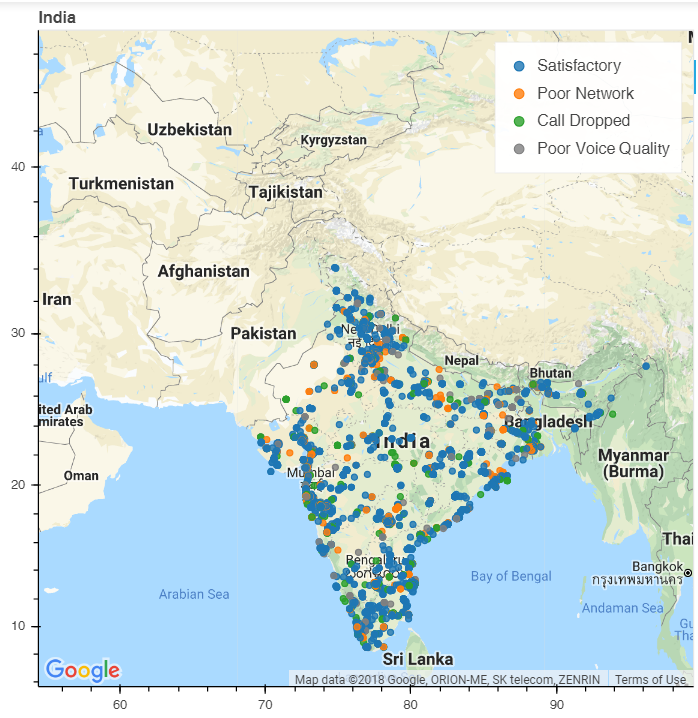 India
Satisfactory
Poor Network
Call Dropped
Poor Voice Quality
Uzbekistan
Kyrgyzstan
Turkmenistan
Tajikistan
Afghanistan
Iran
Pakistan
Nepal
Bhutan
ited Arab
mirates
Oman
India
Bangladesh
Myanmar
(Burma)
Mumbai
Thai
Bangkok
กรุงเทพมหานคร
Bay of Bengal
Arabian Sea
Andaman Sea
Gu
Tha
Sri Lanka
Google
Map data ©2018 Google, ORION-ME, SK telecom, ZENRIN
Terms of Use
40
30
20
10
60
70
80
90